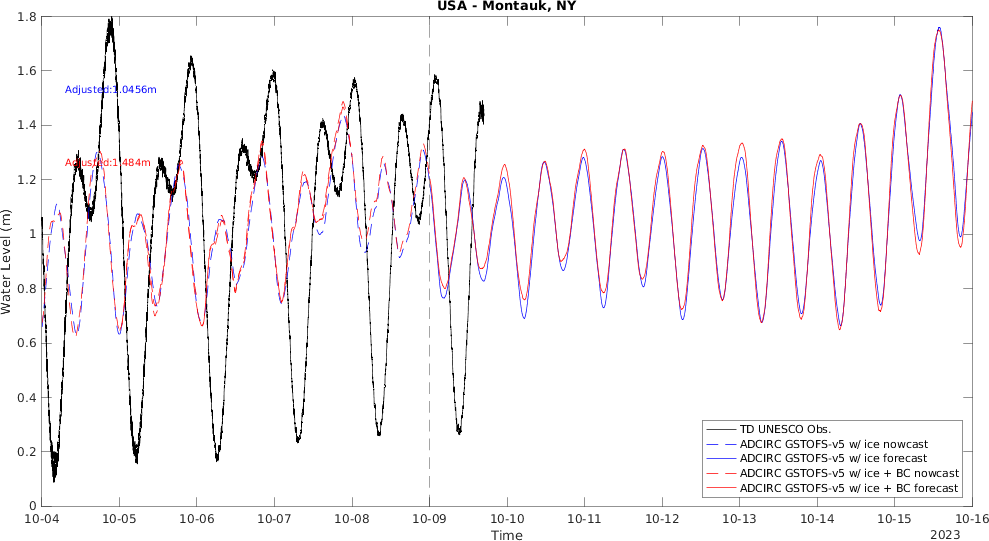 USA - Montauk, NY
1.8
1.6
1.4
1.2
1
0.8
0.6
0.4
0.2
0
Water Level (m)
Adjusted:1.0456m
Adjusted:1.484m
TD UNESCO Obs.
ADCIRC GSTOFS-v5 w/ ice nowcast
ADCIRC GSTOFS-v5 w/ ice forecast
ADCIRC GSTOFS-v5 w/ ice + BC nowcast
ADCIRC GSTOFS-v5 w/ ice + BC forecast
10-04 10-05 10-06 10-07 10-08 10-09 10-10 10-11 10-12 10-13 10-14 10-15 10-16
Time
2023